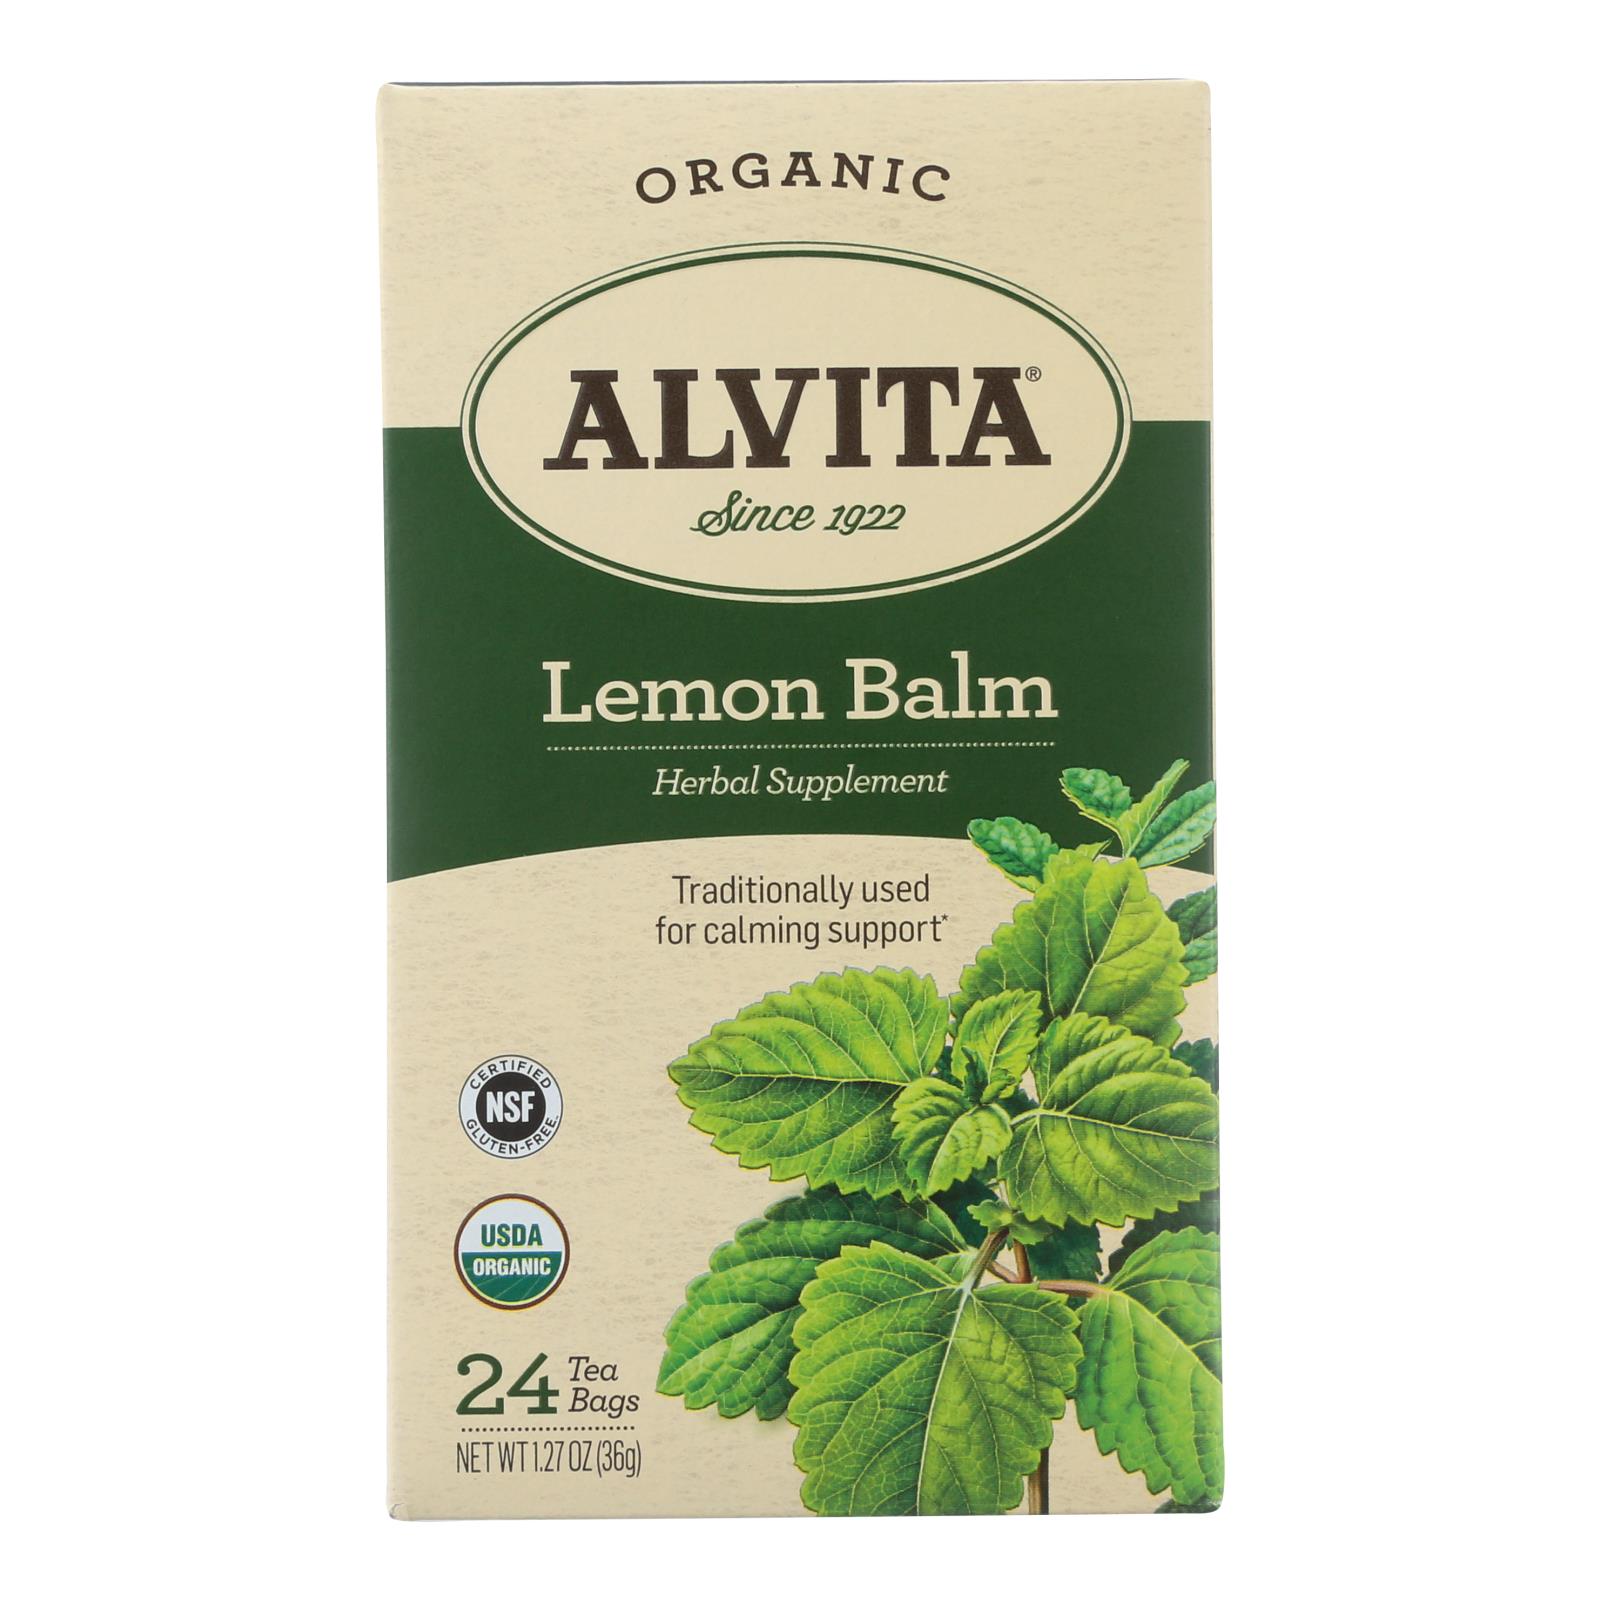 ORGANIC
ALVITA®
Since 1922
Lemon Balm
Herbal Supplement
Traditionally used
for calming support*
CERTIFIED
NSF
GLUTEN-FREE™
USDA
ORGANIC
24 Tea
Bags
NET WT 1.27 OZ (36g)